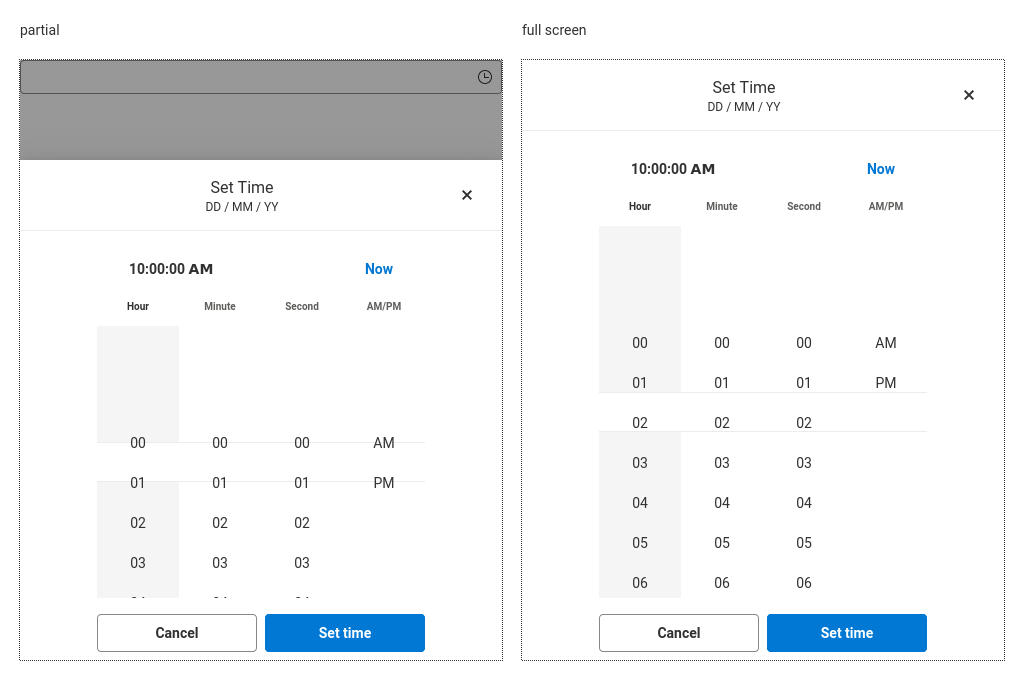 partial
full screen
Set Time
DD / MM / YY
10:00:00 AM
Now
Hour Minute Second AM/PM
00 00 00 AM
01 01 01 PM
02 02 02
03 03 03
Cancel
Set time
Set Time
DD / MM / YY
10:00:00 AM
Now
Hour Minute Second AM/PM
00 00 00 AM
01 01 01 PM
02 02 02
03 03 03
04 04 04
05 05 05
06 06 06
Cancel
Set time